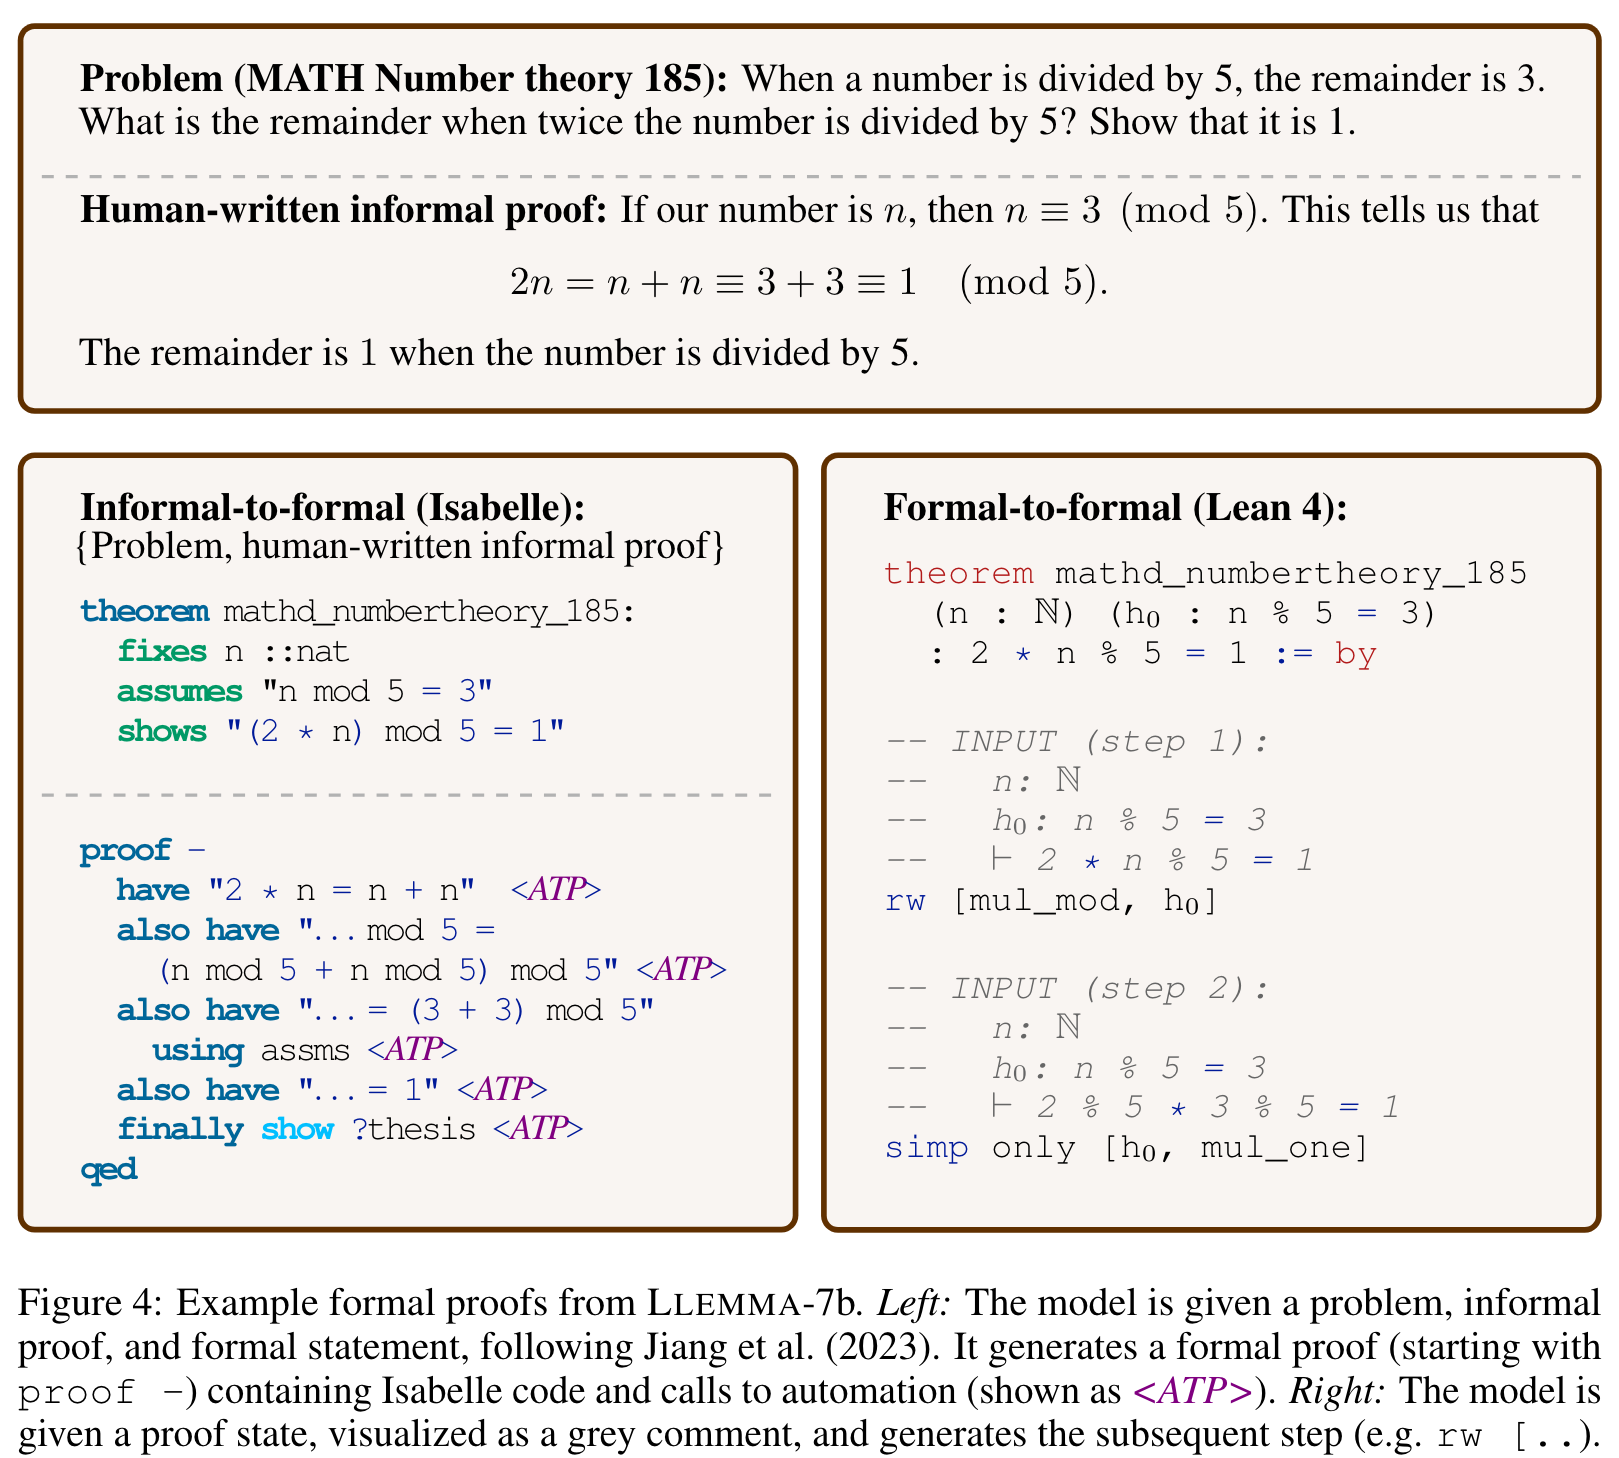 Problem (MATH Number theory 185): When a number is divided by 5, the remainder is 3.
What is the remainder when twice the number is divided by 5? Show that it is 1.
Human-written informal proof: If our number is n, then n ≡ 3 (mod 5). This tells us that
2n = n + n ≡ 3 + 3 ≡ 1 (mod 5).
The remainder is 1 when the number is divided by 5.
Informal-to-formal (Isabelle):
{Problem, human-written informal proof}
theorem mathd_numbertheory_185:
fixes n ::nat
assumes "n mod 5 = 3"
shows "(2 * n) mod 5 = 1"
proof -
have "2 * n = n + n" <ATP>
also have "... mod 5 =
(n mod 5 + n mod 5) mod 5" <ATP>
also have "... = (3 + 3) mod 5"
using assms <ATP>
also have "... = 1" <ATP>
finally show ?thesis <ATP>
qed
Formal-to-formal (Lean 4):
theorem mathd_numbertheory_185
(n : ℕ) (h₀ : n % 5 = 3)
: 2 * n % 5 = 1 := by
-- INPUT (step 1):
-- n: ℕ
-- h₀: n % 5 = 3
-- ⊢ 2 * n % 5 = 1
rw [mul_mod, h₀]
-- INPUT (step 2):
-- n: ℕ
-- h₀: n % 5 = 3
-- ⊢ 2 % 5 * 3 % 5 = 1
simp only [h₀, mul_one]
Figure 4: Example formal proofs from LLEMMA-7b. Left: The model is given a problem, informal
proof, and formal statement, following Jiang et al. (2023). It generates a formal proof (starting with
proof -) containing Isabelle code and calls to automation (shown as <ATP>). Right: The model is
given a proof state, visualized as a grey comment, and generates the subsequent step (e.g. rw [..).